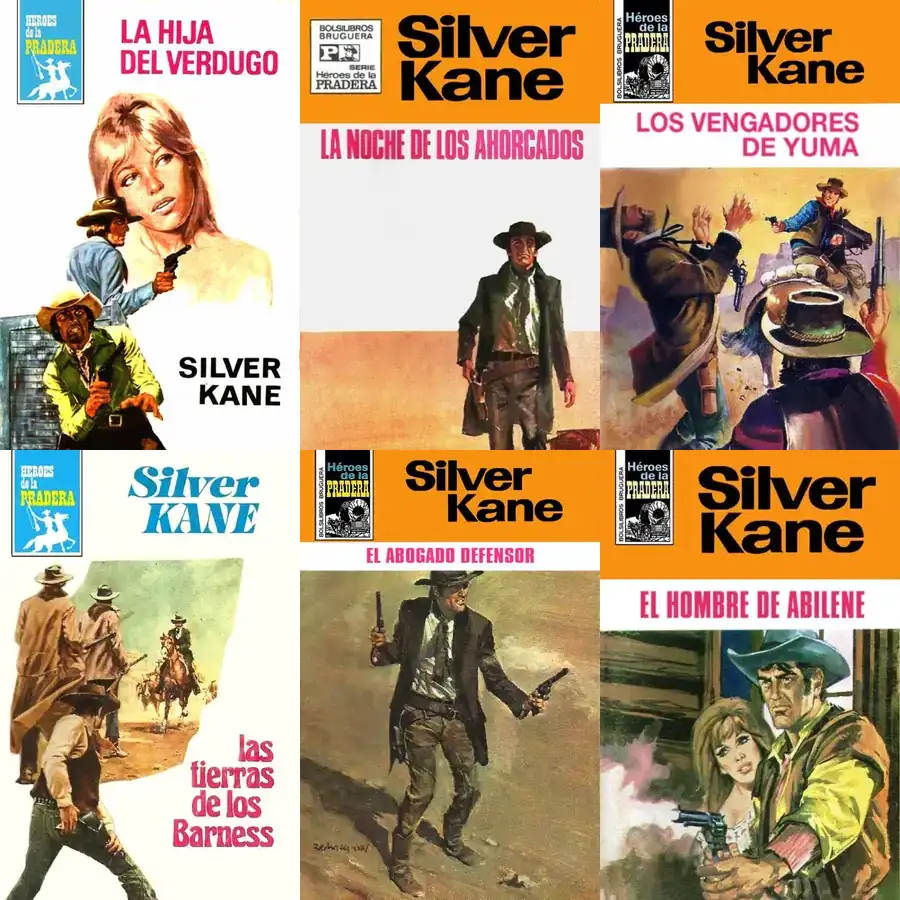 HEROES
de la
PRADERA
LA HIJA
DEL VERDUGO
SILVER
KANE
BOLSILIBROS
BRUGUERA
SERIE
Héroes de la
PRADERA
Silver
Kane
LA NOCHE DE LOS AHORCADOS
BOLSILIBROS BRUGUERA
Héroes
de la
PRADERA
Silver
Kane
LOS VENGADORES
DE YUMA
HEROES
de la
PRADERA
Silver
KANE
las
tierras
de los
Barness
BOLSILIBROS BRUGUERA
Héroes
de la
PRADERA
Silver
Kane
EL ABOGADO DEFENSOR
BOLSILIBROS BRUGUERA
Héroes
de la
PRADERA
Silver
Kane
EL HOMBRE DE ABILENE